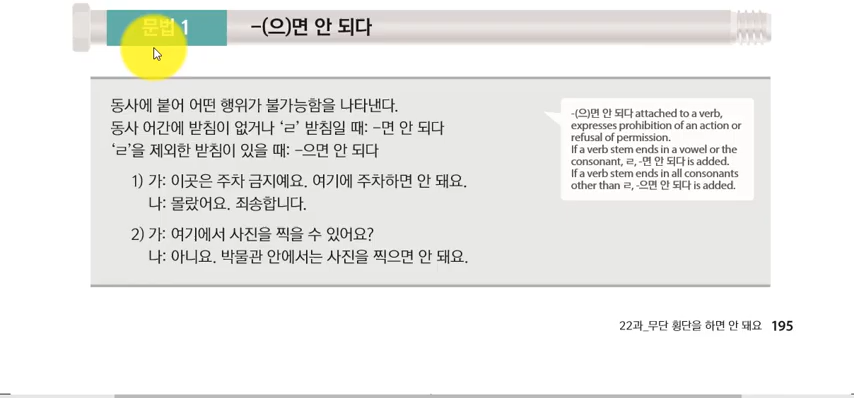 문법 1
-(으)면 안 되다
동사에 붙어 어떤 행위가 불가능함을 나타낸다.
동사 어간에 받침이 없거나 ‘ㄹ’ 받침일 때: -면 안 되다
‘ㄹ’을 제외한 받침이 있을 때: -으면 안 되다
1) 가: 이곳은 주차 금지예요. 여기에 주차하면 안 돼요.
나: 몰랐어요. 죄송합니다.
2) 가: 여기에서 사진을 찍을 수 있어요?
나: 아니요. 박물관 안에서는 사진을 찍으면 안 돼요.
-(으)면 안 되다 attached to a verb,
expresses prohibition of an action or
refusal of permission.
If a verb stem ends in a vowel or the
consonant, ㄹ, -면 안 되다 is added.
If a verb stem ends in all consonants
other than ㄹ, -으면 안 되다 is added.
22과_무단 횡단을 하면 안 돼요 195